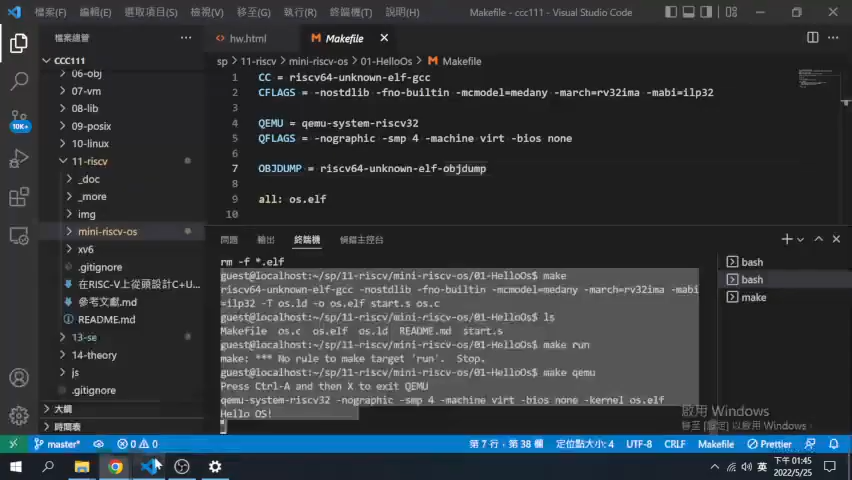 檔案(F) 編輯(E) 選取項目(S) 檢視(V) 移至(G) 執行(R) 終端機(T) 說明(H) Makefile - ccc111 - Visual Studio Code
檔案總管 ...
hw.html
Makefile
CCC111
06-obj
07-vm
08-lib
09-posix
10-linux
11-riscv
_doc
_more
img
mini-riscv-os
xv6
.gitignore
在RISC-V上從頭設計C+U...
參考文獻.md
README.md
13-se
14-theory
js
.gitignore
大綱
時間表
10K+
sp > 11-riscv > mini-riscv-os > 01-HelloOs > Makefile
1 CC = riscv64-unknown-elf-gcc
2 CFLAGS = -nostdlib -fno-builtin -mcmodel=medany -march=rv32ima -mabi=ilp32
3
4 QEMU = qemu-system-riscv32
5 QFLAGS = -nographic -smp 4 -machine virt -bios none
6
7 OBJDUMP = riscv64-unknown-elf-objdump
8
9 all: os.elf
10
問題 輸出 終端機 偵錯主控台
rm -f *.elf
guest@localhost:~/sp/11-riscv/mini-riscv-os/01-HelloOs$ make
riscv64-unknown-elf-gcc -nostdlib -fno-builtin -mcmodel=medany -march=rv32ima -mabi
=ilp32 -T os.ld -o os.elf start.s os.c
guest@localhost:~/sp/11-riscv/mini-riscv-os/01-HelloOs$ ls
Makefile os.c os.elf os.ld README.md start.s
guest@localhost:~/sp/11-riscv/mini-riscv-os/01-HelloOs$ make run
make: *** No rule to make target 'run'. Stop.
guest@localhost:~/sp/11-riscv/mini-riscv-os/01-HelloOs$ make qemu
Press Ctrl-A and then X to exit QEMU
qemu-system-riscv32 -nographic -smp 4 -machine virt -bios none -kernel os.elf
Hello OS!
bash
bash
make
啟用 Windows
移至 [設定] 以啟用 Windows。
master* 0 0 第 7 行，第 38 欄 定位點大小: 4 UTF-8 CRLF Makefile Prettier
英 下午 01:45
2022/5/25